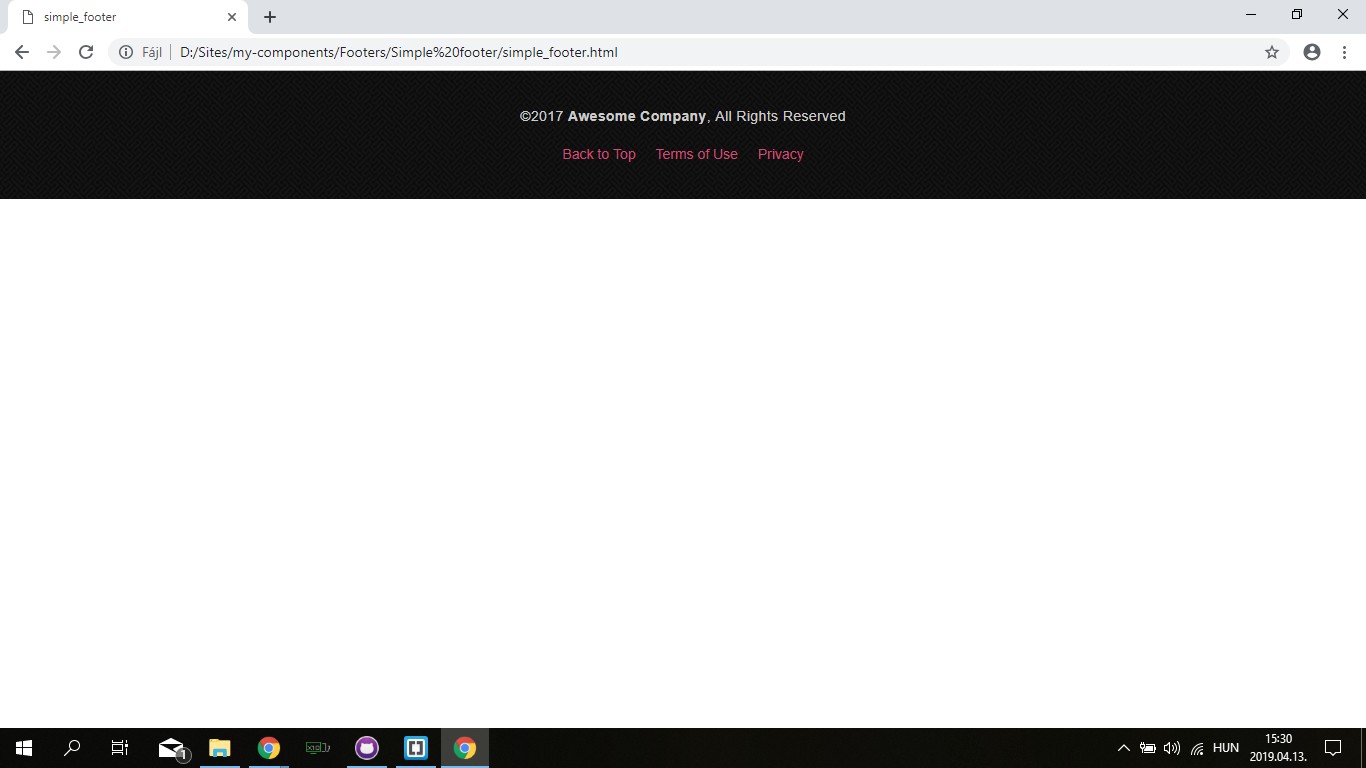 simple_footer
Fájl
D:/Sites/my-components/Footers/Simple%20footer/simple_footer.html
©2017 Awesome Company, All Rights Reserved
Back to Top Terms of Use Privacy
1
HUN
15:30
2019.04.13.